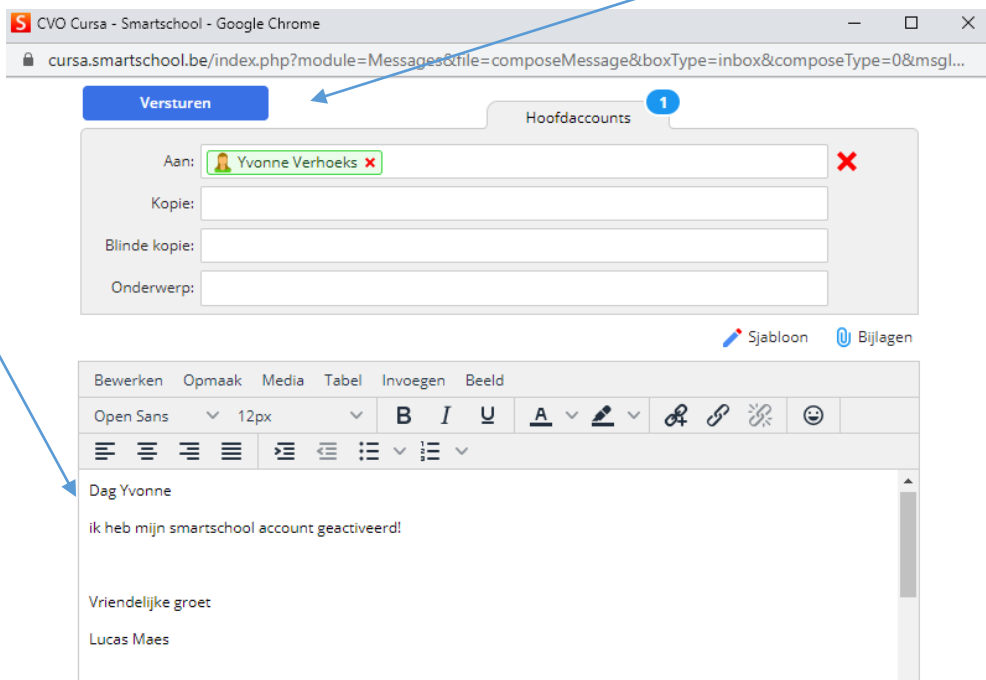 S CVO Cursa - Smartschool - Google Chrome
cursa.smartschool.be/index.php?module=Messages&file=composeMessage&boxType=inbox&composeType=0&msgl...
Versturen
Hoofdaccounts 1
Aan: Yvonne Verhoeks
Kopie:
Blinde kopie:
Onderwerp:
Sjabloon Bijlagen
Bewerken Opmaak Media Tabel Invoegen Beeld
Open Sans 12px B I U A
Dag Yvonne
ik heb mijn smartschool account geactiveerd!
Vriendelijke groet
Lucas Maes